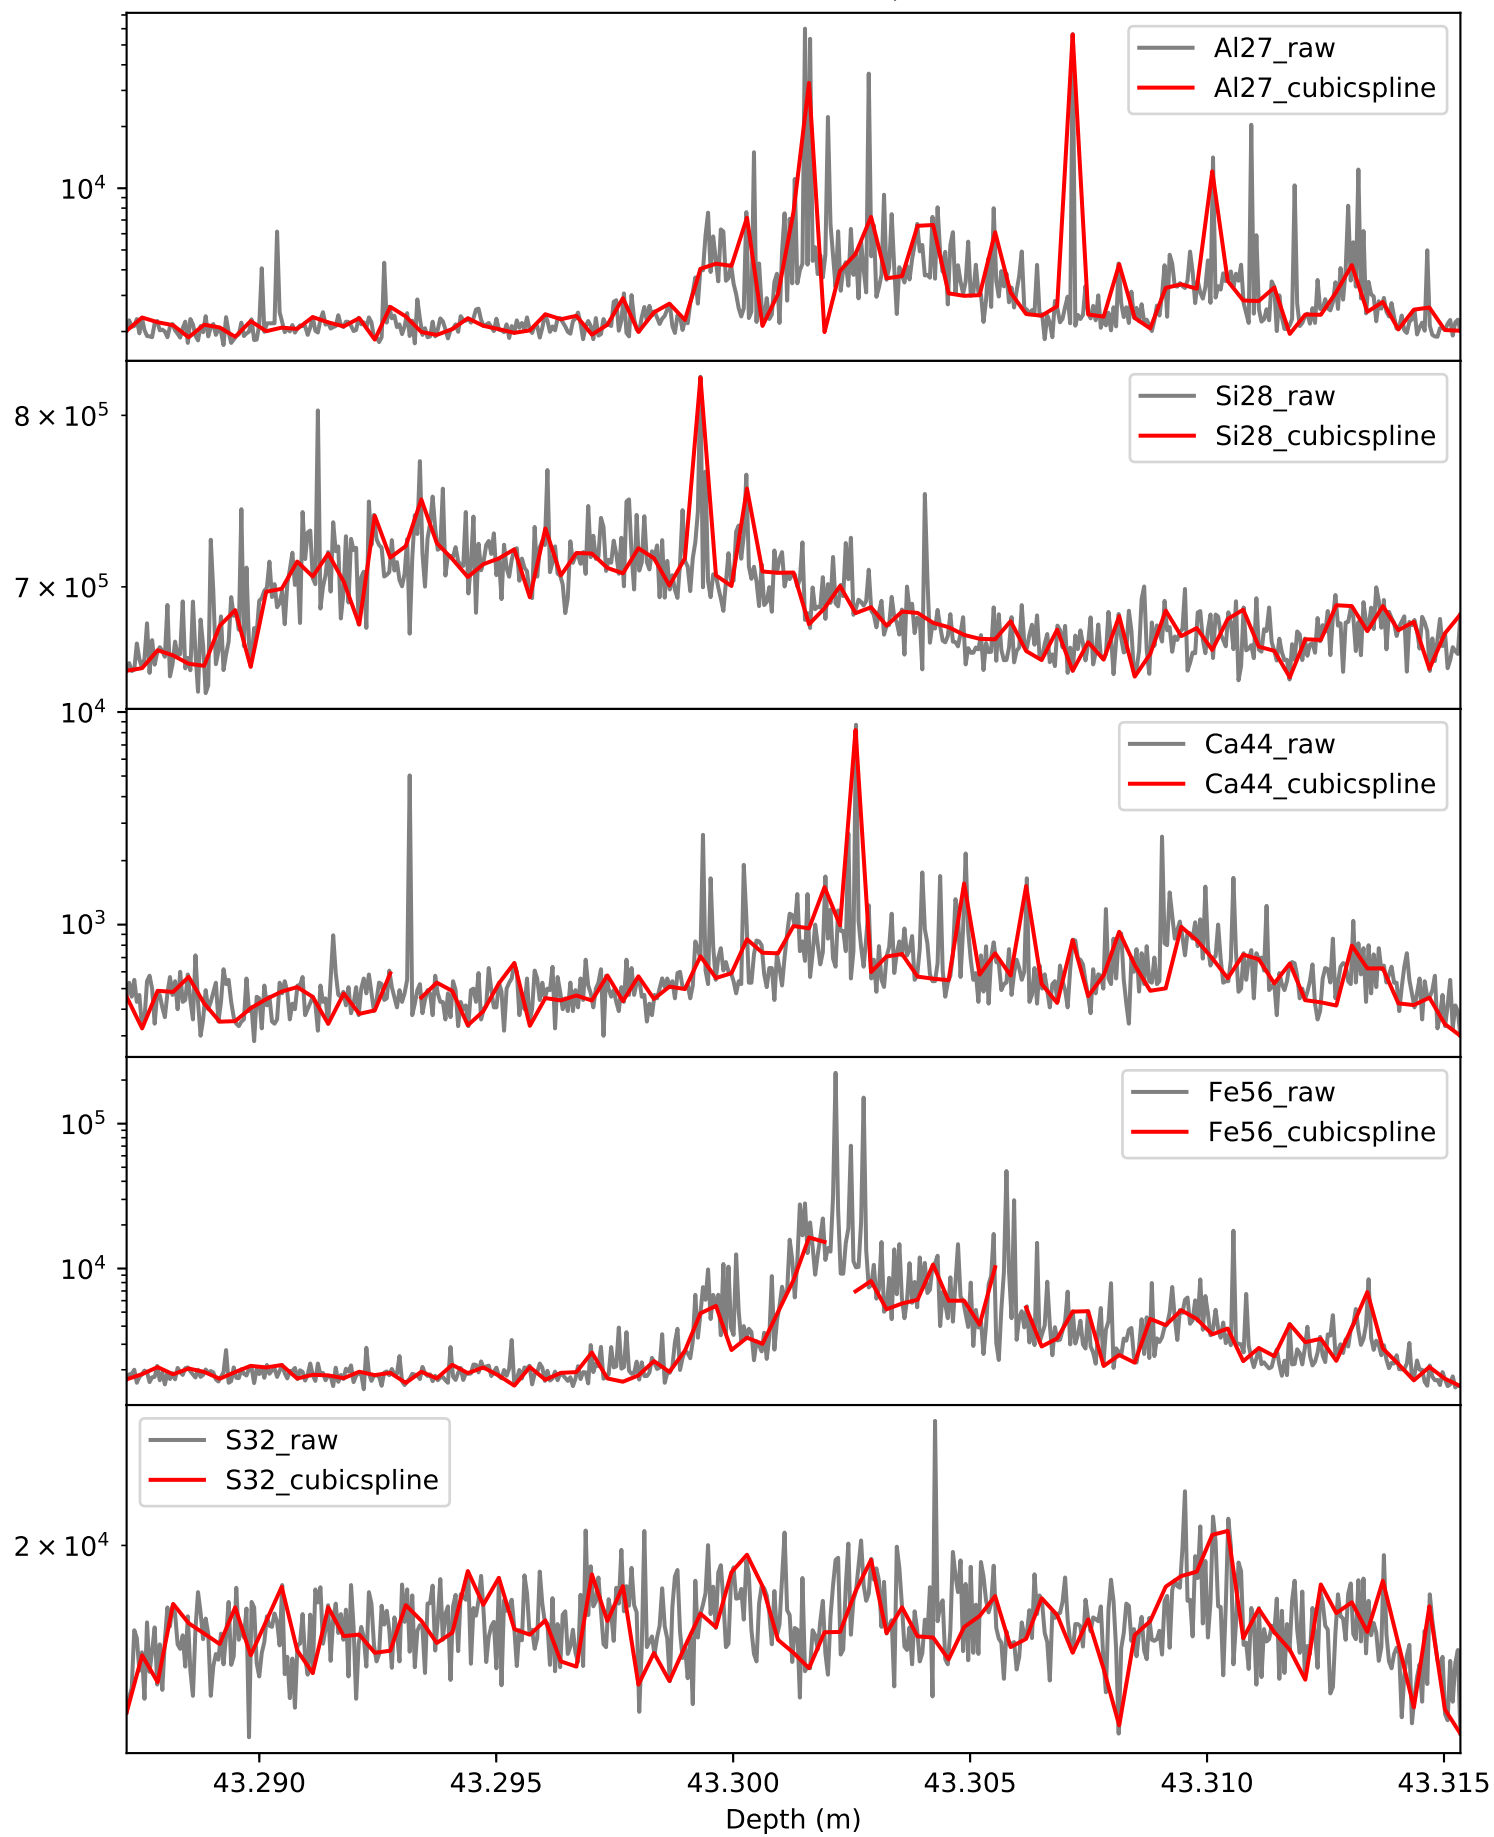 Al27_raw
Al27_cubicspline
10^4
Si28_raw
Si28_cubicspline
8 × 10^5
7 × 10^5
10^4
Ca44_raw
Ca44_cubicspline
10^3
Fe56_raw
Fe56_cubicspline
10^5
10^4
S32_raw
S32_cubicspline
2 × 10^4
43.290 43.295 43.300 43.305 43.310 43.315
Depth (m)